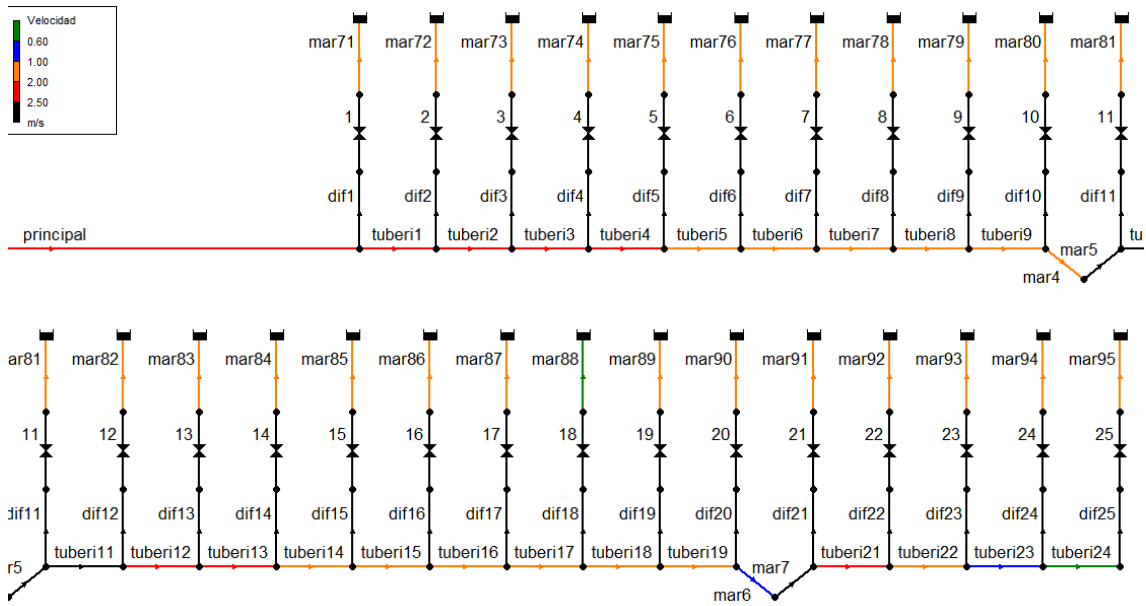 Velocidad
0.60
1.00
2.00
2.50
m/s
mar71 mar72 mar73 mar74 mar75 mar76 mar77 mar78 mar79 mar80 mar81
1 2 3 4 5 6 7 8 9 10 11
dif1 dif2 dif3 dif4 dif5 dif6 dif7 dif8 dif9 dif10 dif11
principal tuberi1 tuberi2 tuberi3 tuberi4 tuberi5 tuberi6 tuberi7 tuberi8 tuberi9 mar5 tu
mar4
ar81 mar82 mar83 mar84 mar85 mar86 mar87 mar88 mar89 mar90 mar91 mar92 mar93 mar94 mar95
11 12 13 14 15 16 17 18 19 20 21 22 23 24 25
dif11 dif12 dif13 dif14 dif15 dif16 dif17 dif18 dif19 dif20 dif21 dif22 dif23 dif24 dif25
r5 tuberi11 tuberi12 tuberi13 tuberi14 tuberi15 tuberi16 tuberi17 tuberi18 tuberi19 mar7 tuberi21 tuberi22 tuberi23 tuberi24
mar6